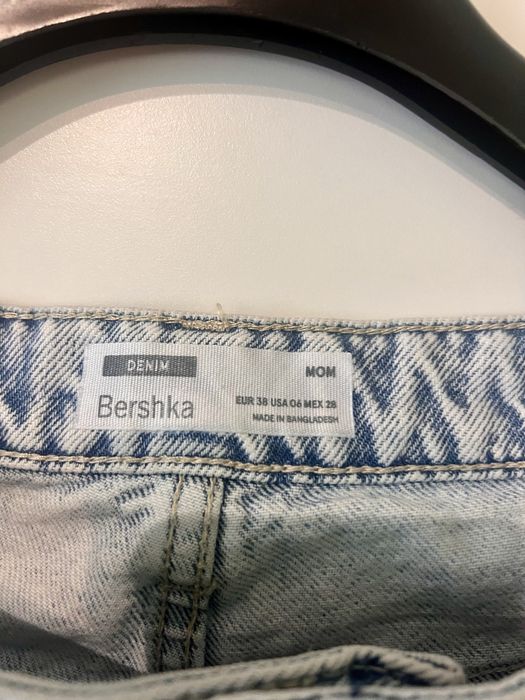 DENIM
MOM
Bershka
EUR 38 USA 06 MEX 28
MADE IN BANGLADESH